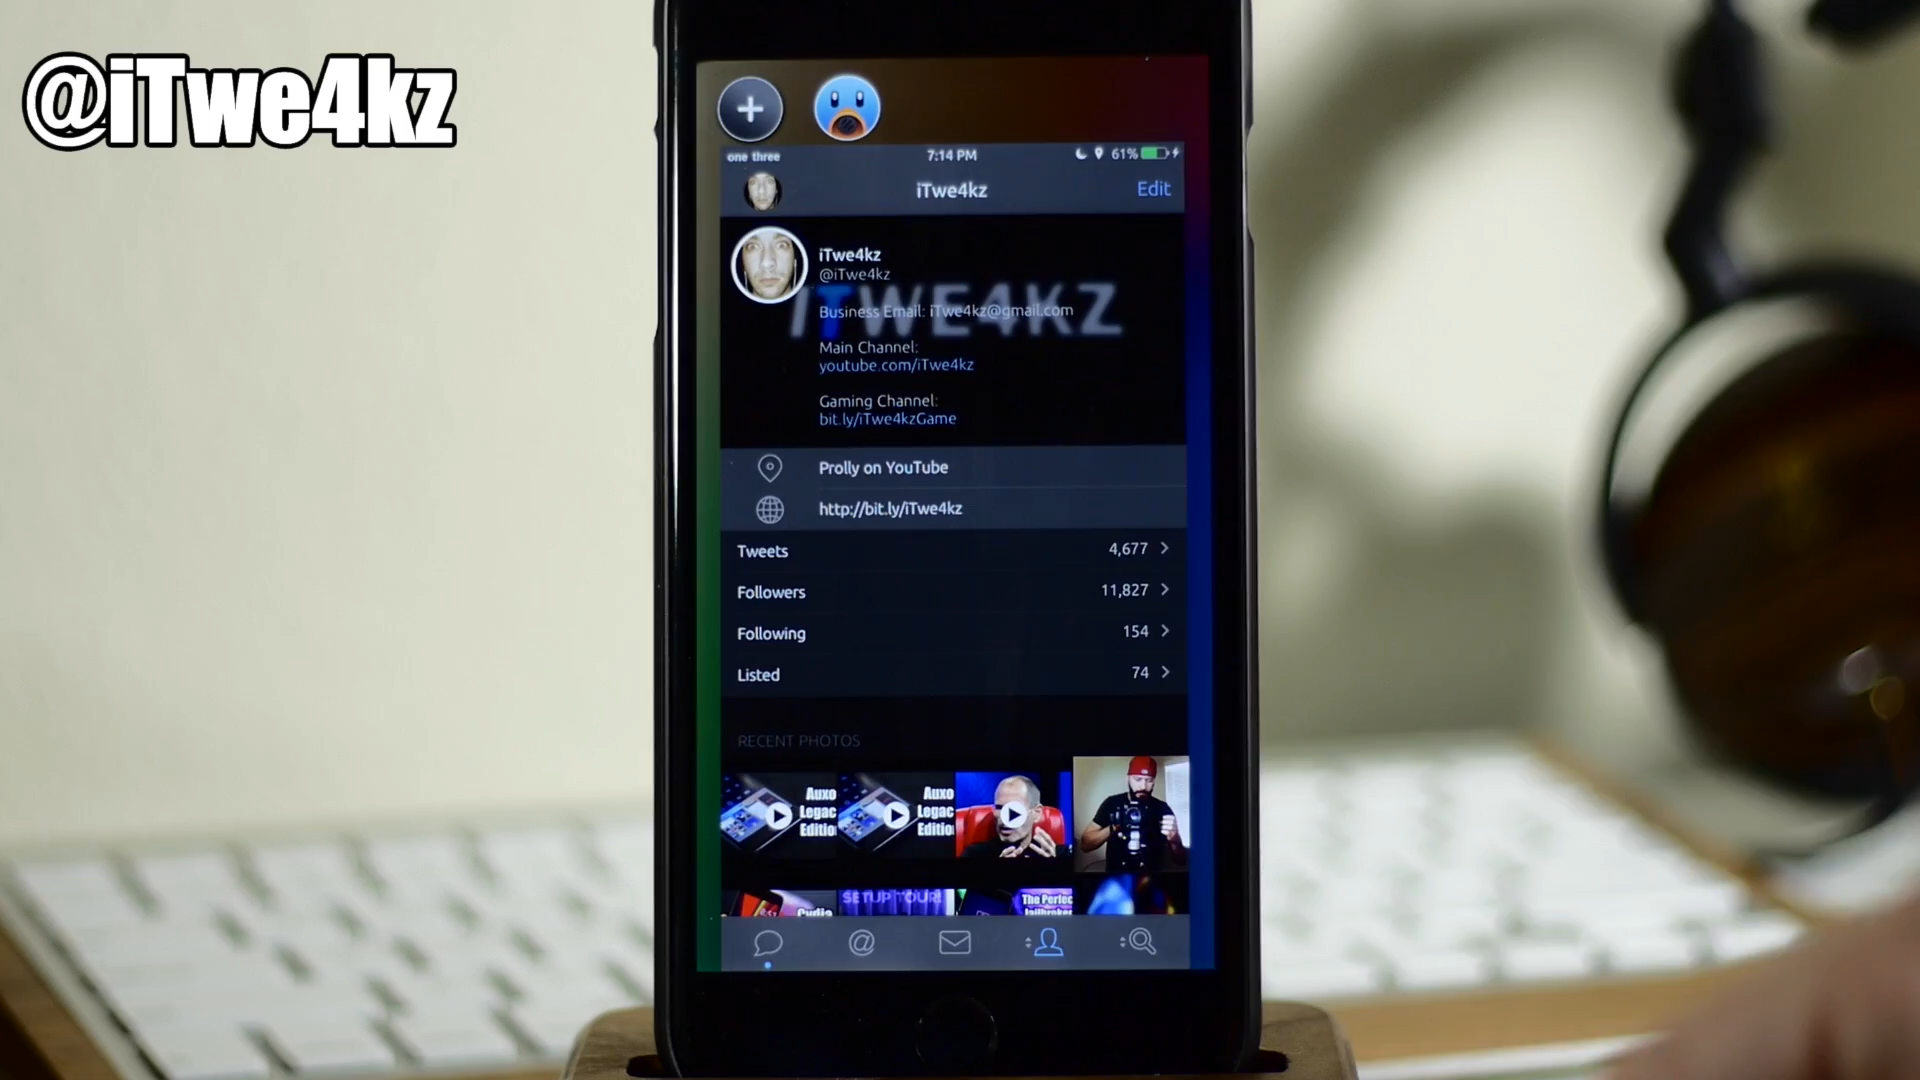 @iTwe4kz
one three 7:14 PM 61%
iTwe4kz Edit
iTwe4kz
@iTwe4kz
ITWE4KZ
Business Email: iTwe4kz@gmail.com
Main Channel:
youtube.com/iTwe4kz
Gaming Channel:
bit.ly/iTwe4kzGame
Prolly on YouTube
http://bit.ly/iTwe4kz
Tweets 4,677
Followers 11,827
Following 154
Listed 74
RECENT PHOTOS
Auxo
Legac
Editio
Auxo
Legac
Editio
Cydia
SETUP TOUR!
The Perfec
Jailbroken